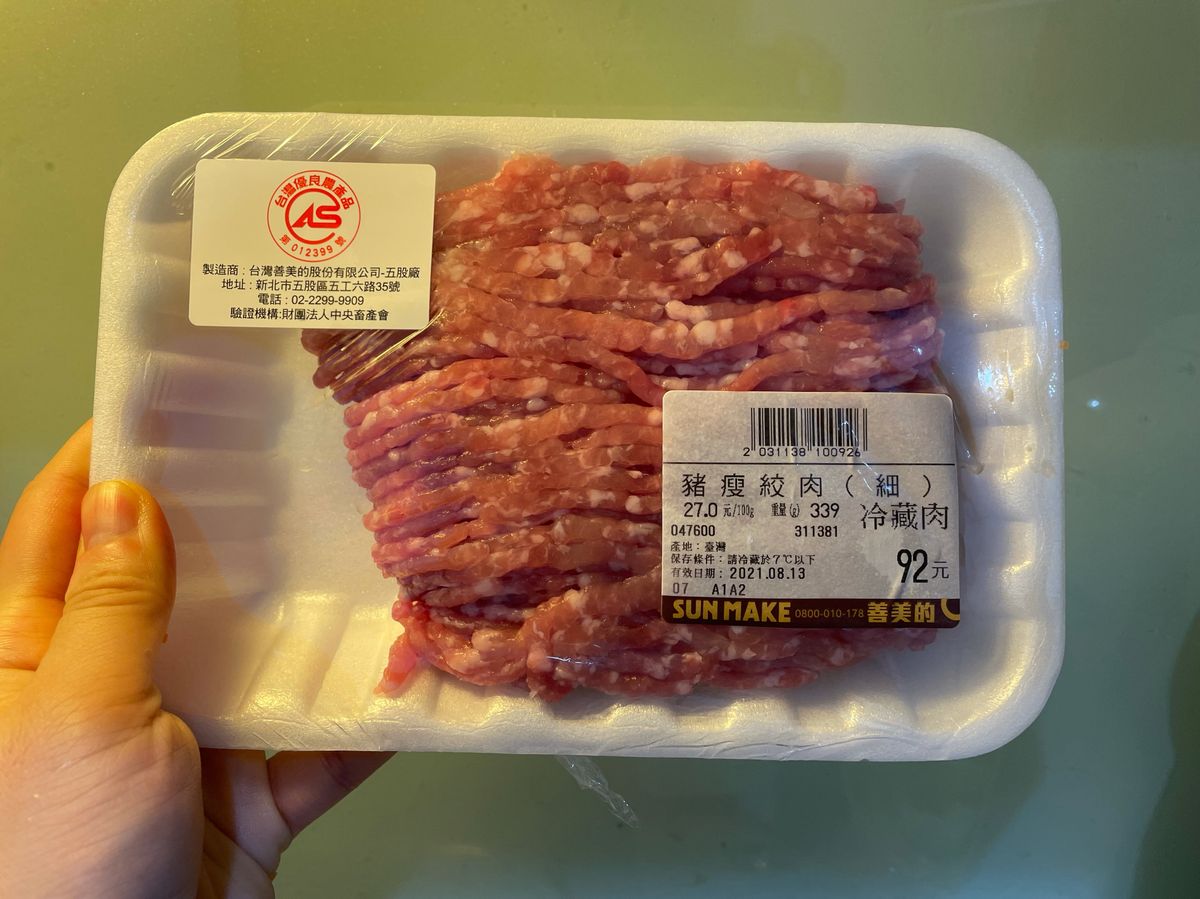 台灣優良農產品
CAS
第012399號
製造商 : 台灣善美的股份有限公司-五股廠
地址 : 新北市五股區五工六路35號
電話 : 02-2299-9909
驗證機構:財團法人中央畜產會
2 031138 100926
豬瘦絞肉(細)
27.0 元/100g 重量(g) 339 冷藏肉
047600 311381
產地：臺灣
保存條件：請冷藏於7℃以下
有效日期：2021.08.13
92元
07 A1A2
SUN MAKE 0800-010-178 善美的